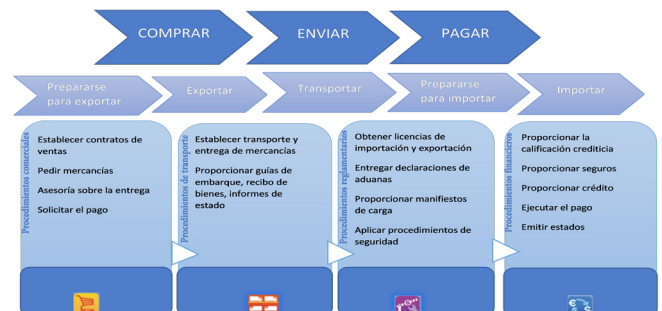 COMPRAR
ENVIAR
PAGAR
Prepararse
para exportar
Exportar
Transportar
Prepararse
para importar
Importar
Procedimientos comerciales
Establecer contratos de
ventas
Pedir mercancías
Asesoría sobre la entrega
Solicitar el pago
Procedimientos de transporte
Establecer transporte y
entrega de mercancías
Proporcionar guías de
embarque, recibo de
bienes, informes de
estado
Procedimientos reglamentarios
Obtener licencias de
importación y exportación
Entregar declaraciones de
aduanas
Proporcionar manifiestos
de carga
Aplicar procedimientos de
seguridad
Procedimientos financieros
Proporcionar la
calificación crediticia
Proporcionar seguros
Proporcionar crédito
Ejecutar el pago
Emitir estados